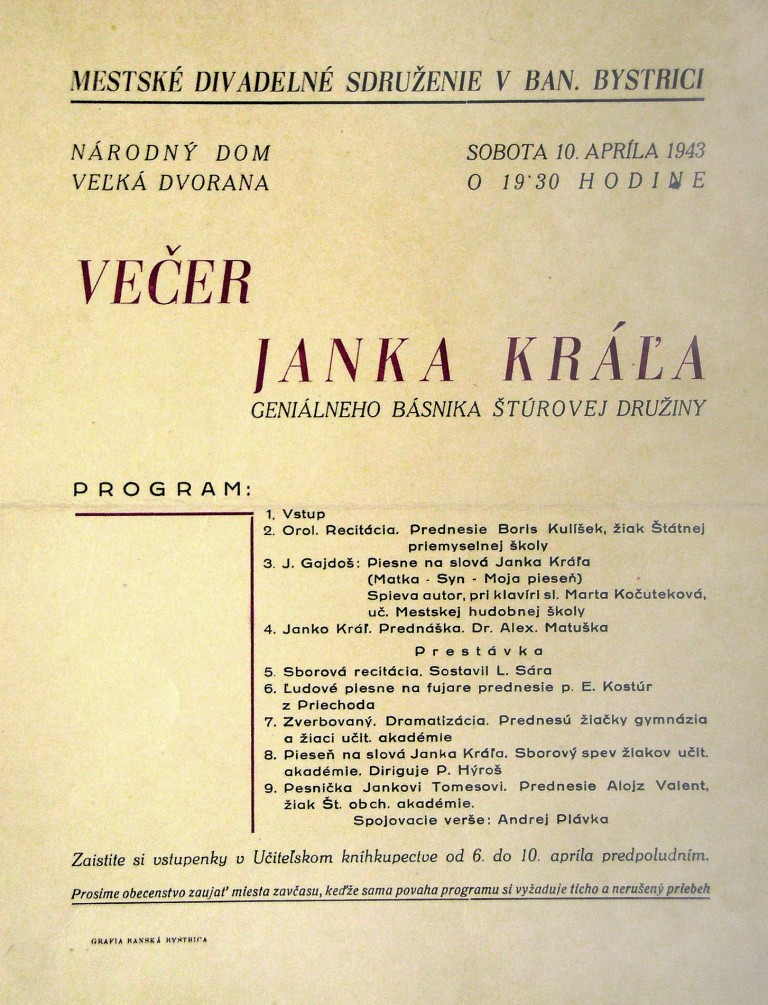 MESTSKÉ DIVADELNÉ SDRUŽENIE V BAN. BYSTRICI
NÁRODNÝ DOM
VEĽKÁ DVORANA
SOBOTA 10. APRÍLA 1943
O 19·30 HODINE
VEČER
JANKA KRÁĽA
GENIÁLNEHO BÁSNIKA ŠTÚROVEJ DRUŽINY
PROGRAM:
1. Vstup
2. Orol. Recitácia. Prednesie Boris Kulíšek, žiak Štátnej
priemyselnej školy
3. J. Gajdoš: Piesne na slová Janka Kráľa
(Matka - Syn - Moja pieseň)
Spieva autor, pri klavíri sl. Marta Kočuteková,
uč. Mestskej hudobnej školy
4. Janko Kráľ. Prednáška. Dr. Alex. Matuška
Prestávka
5. Sborová recitácia. Sostavil L. Sára
6. Ľudové piesne na fujare prednesie p. E. Kostúr
z Priechoda
7. Zverbovaný. Dramatizácia. Prednesú žiačky gymnázia
a žiaci učit. akadémie
8. Pieseň na slová Janka Kráľa. Sborový spev žiakov učit.
akadémie. Diriguje P. Hýroš
9. Pesnička Jankovi Tomesovi. Prednesie Alojz Valent,
žiak Št. obch. akadémie.
Spojovacie verše: Andrej Plávka
Zaistite si vstupenky v Učiteľskom kníhkupectve od 6. do 10. apríla predpoludním.
Prosíme obecenstvo zaujať miesta zavčasu, keďže sama povaha programu si vyžaduje ticho a nerušený priebeh
GRAFIA BANSKÁ BYSTRICA